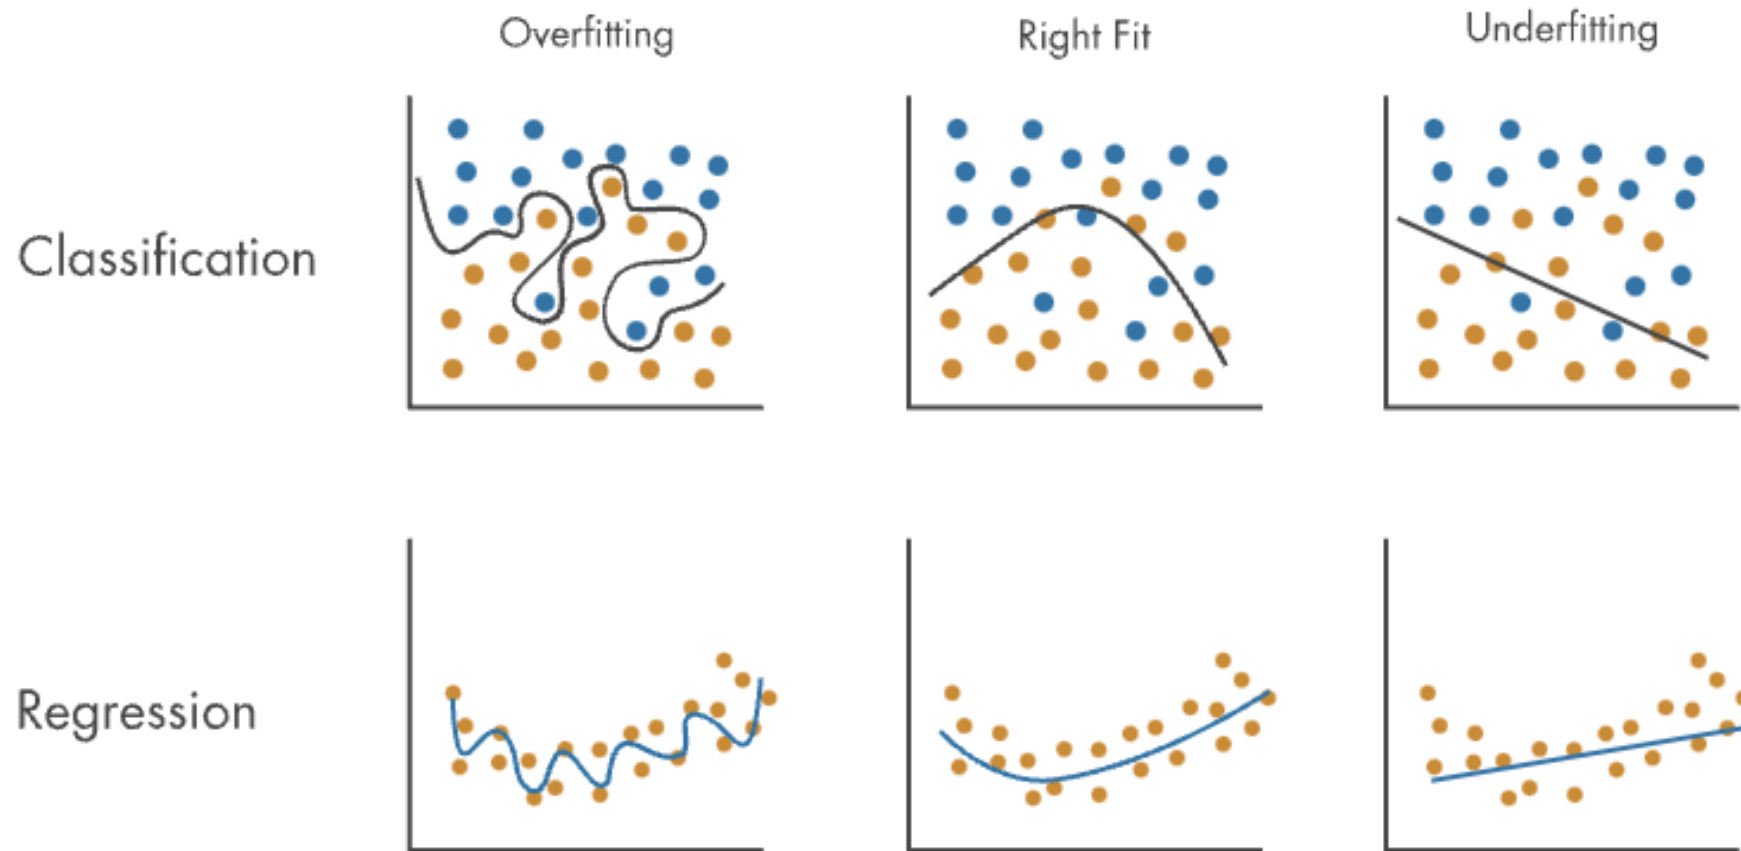 Overfitting
Right Fit
Underfitting
Classification
Regression